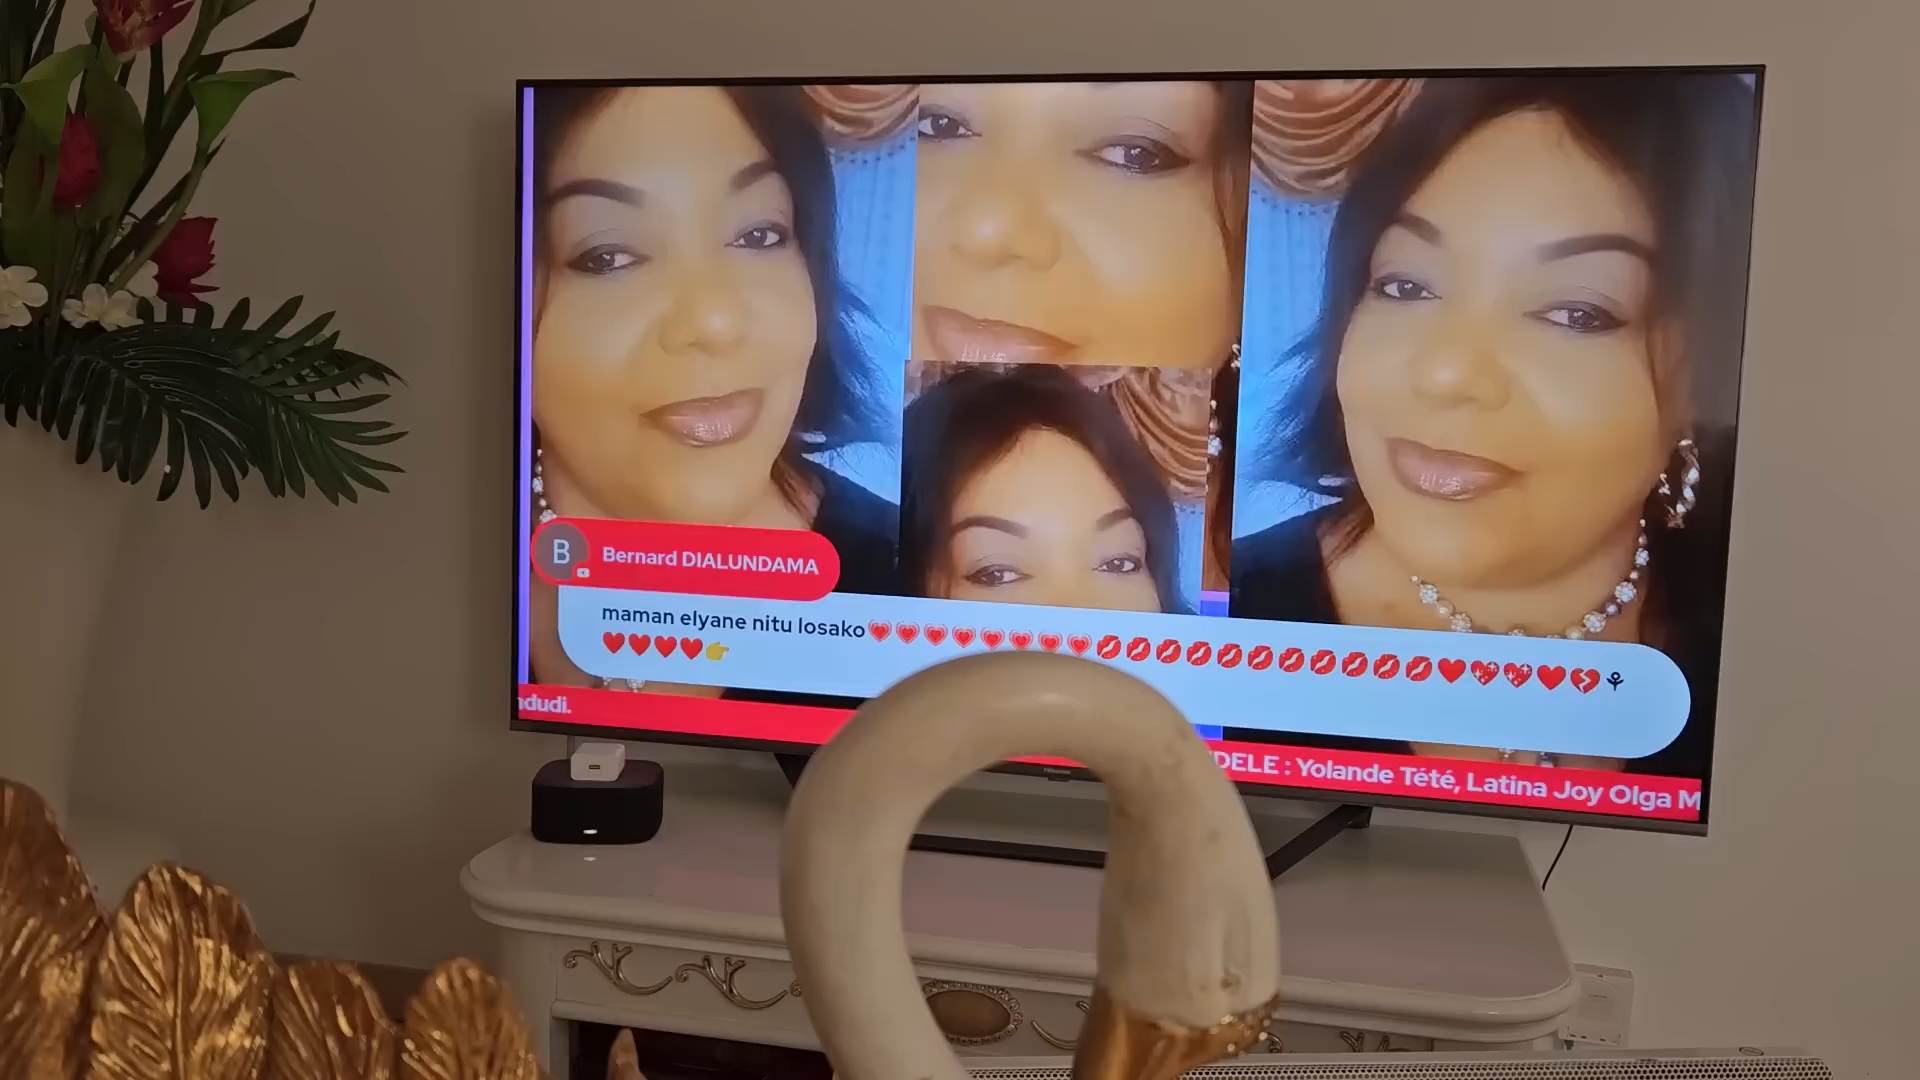 B
Bernard DIALUNDAMA
maman elyane nitu losako💗💗💗💗💗💗💗💗💋💋💋💋💋💋💋💋💋💋💋❤️💖💖❤️💔⚘
❤️❤️❤️❤️👉
dudi.
DELE : Yolande Tété, Latina Joy Olga M